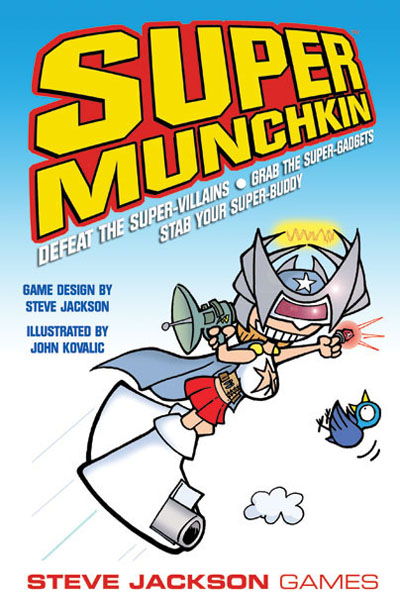 SUPER
MUNCHKIN
DEFEAT THE SUPER-VILLAINS • GRAB THE SUPER-GADGETS
STAB YOUR SUPER-BUDDY
GAME DESIGN BY
STEVE JACKSON
ILLUSTRATED BY
JOHN KOVALIC
STEVE JACKSON GAMES